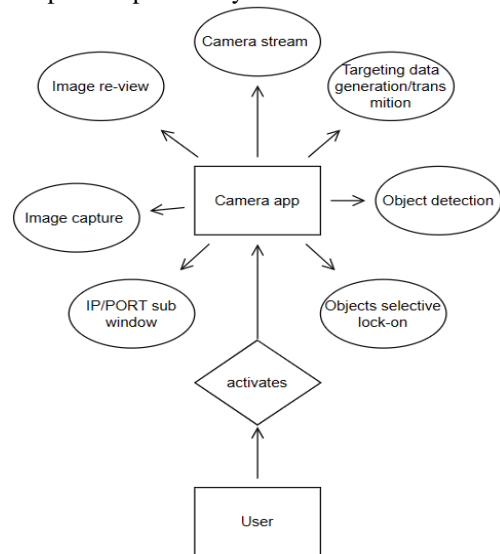 Camera stream
Image re-view
Targeting data
generation/trans
mition
Image capture
Camera app
Object detection
IP/PORT sub
window
Objects selective
lock-on
activates
User